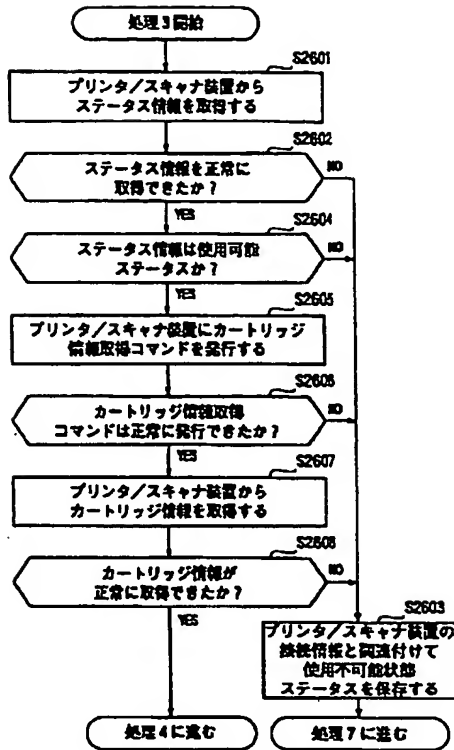 処理3開始
S2601
プリンタ/スキャナ装置から
ステータス情報を取得する
S2602
ステータス情報を正常に
取得できたか?
NO
YES
S2604
ステータス情報は使用可能
ステータスか?
NO
YES
S2605
プリンタ/スキャナ装置にカートリッジ
情報取得コマンドを発行する
S2606
カートリッジ情報取得
コマンドは正常に発行できたか?
NO
YES
S2607
プリンタ/スキャナ装置から
カートリッジ情報を取得する
S2608
カートリッジ情報が
正常に取得できたか?
NO
YES
S2603
プリンタ/スキャナ装置の
接続情報と関連付けて
使用不可能状態
ステータスを保存する
処理4に進む
処理7に進む